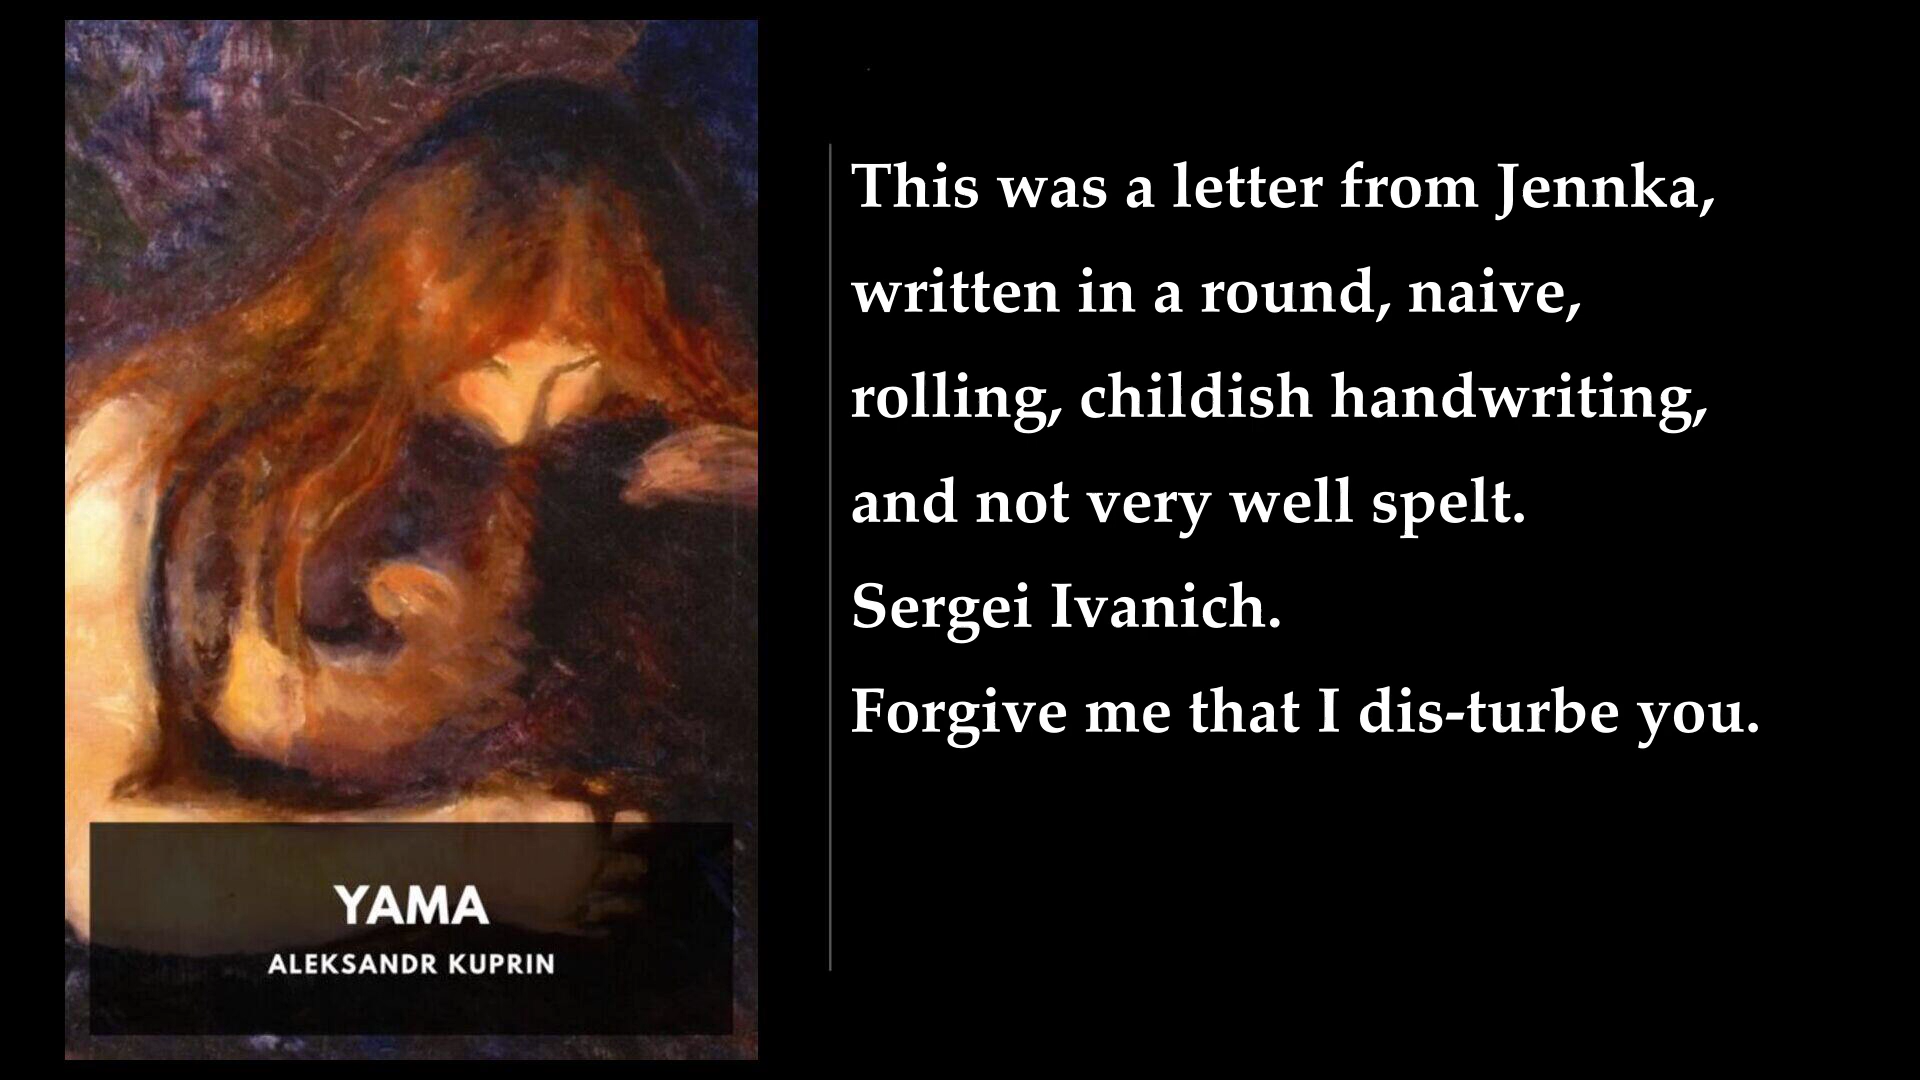 This was a letter from Jennka,
written in a round, naive,
rolling, childish handwriting,
and not very well spelt.
Sergei Ivanich.
Forgive me that I dis-turbe you.
YAMA
ALEKSANDR KUPRIN